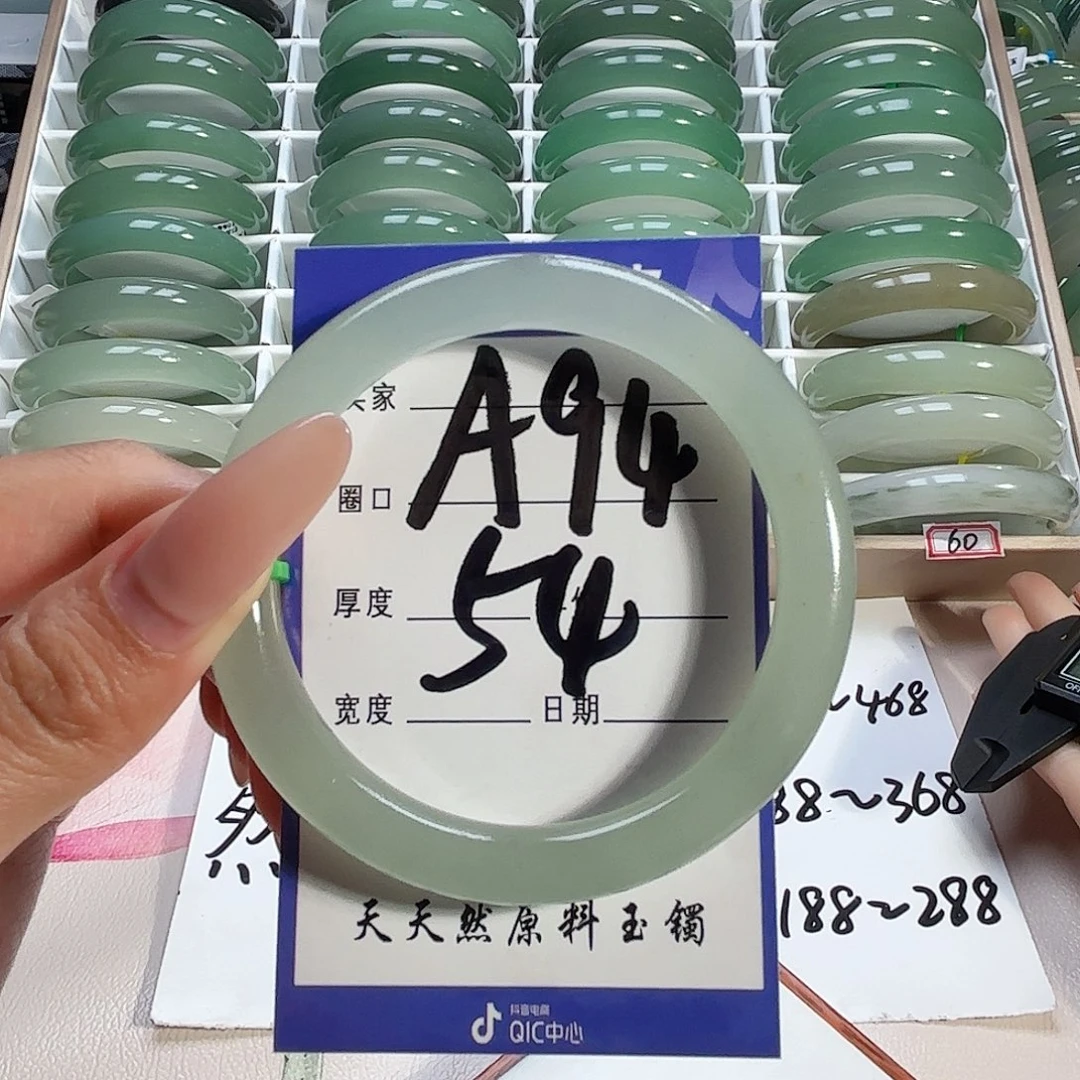 家
A94
圈口
54
厚度
宽度 日期
60
~468
88~368
188~288
然
天天然原料玉镯
抖音电商
QIC中心